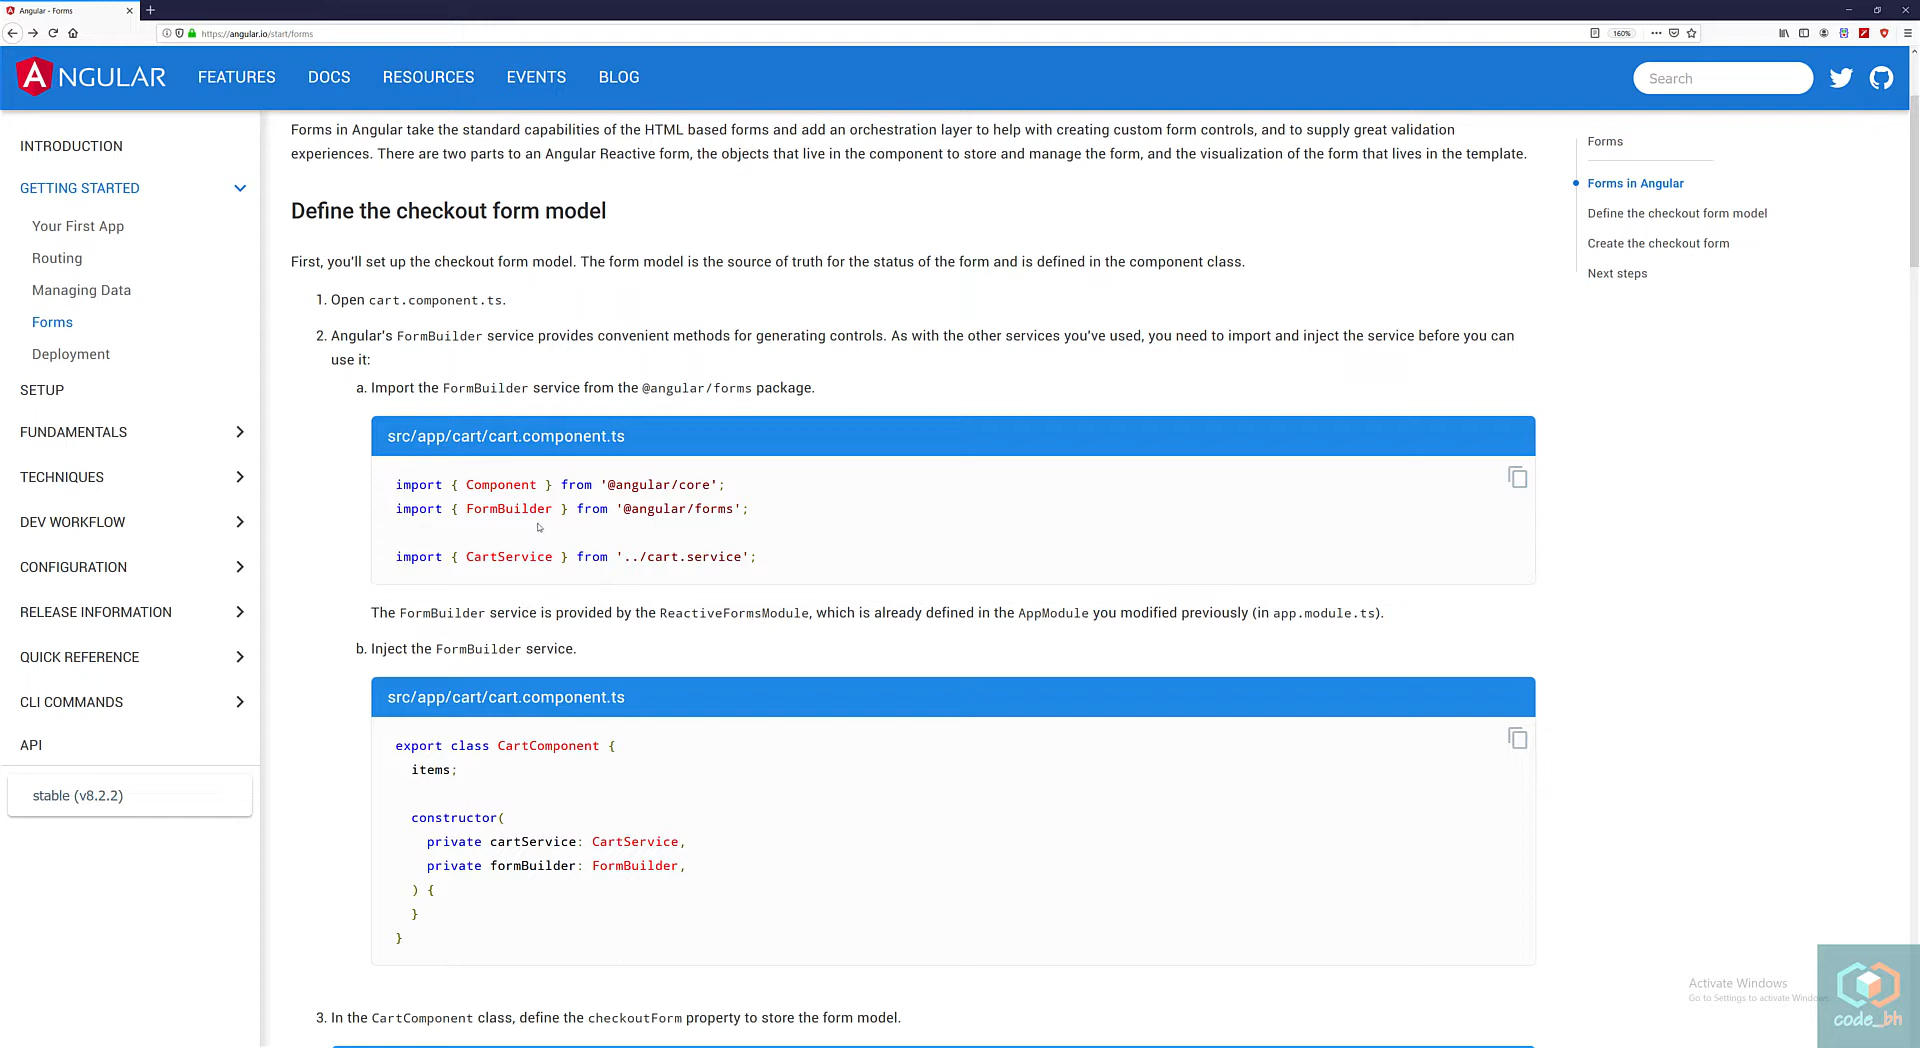 Angular - Forms
https://angular.io/start/forms
160%
ANGULAR
FEATURES
DOCS
RESOURCES
EVENTS
BLOG
Search
INTRODUCTION
GETTING STARTED
Your First App
Routing
Managing Data
Forms
Deployment
SETUP
FUNDAMENTALS
TECHNIQUES
DEV WORKFLOW
CONFIGURATION
RELEASE INFORMATION
QUICK REFERENCE
CLI COMMANDS
API
stable (v8.2.2)
Forms in Angular take the standard capabilities of the HTML based forms and add an orchestration layer to help with creating custom form controls, and to supply great validation
experiences. There are two parts to an Angular Reactive form, the objects that live in the component to store and manage the form, and the visualization of the form that lives in the template.
Define the checkout form model
First, you'll set up the checkout form model. The form model is the source of truth for the status of the form and is defined in the component class.
1. Open cart.component.ts.
2. Angular's FormBuilder service provides convenient methods for generating controls. As with the other services you've used, you need to import and inject the service before you can
use it:
a. Import the FormBuilder service from the @angular/forms package.
src/app/cart/cart.component.ts
import { Component } from '@angular/core';
import { FormBuilder } from '@angular/forms';
import { CartService } from '../cart.service';
The FormBuilder service is provided by the ReactiveFormsModule, which is already defined in the AppModule you modified previously (in app.module.ts).
b. Inject the FormBuilder service.
src/app/cart/cart.component.ts
export class CartComponent {
items;
constructor(
private cartService: CartService,
private formBuilder: FormBuilder,
) {
}
}
3. In the CartComponent class, define the checkoutForm property to store the form model.
Forms
Forms in Angular
Define the checkout form model
Create the checkout form
Next steps
Activate Windows
Go to Settings to activate Windows.
code_bh